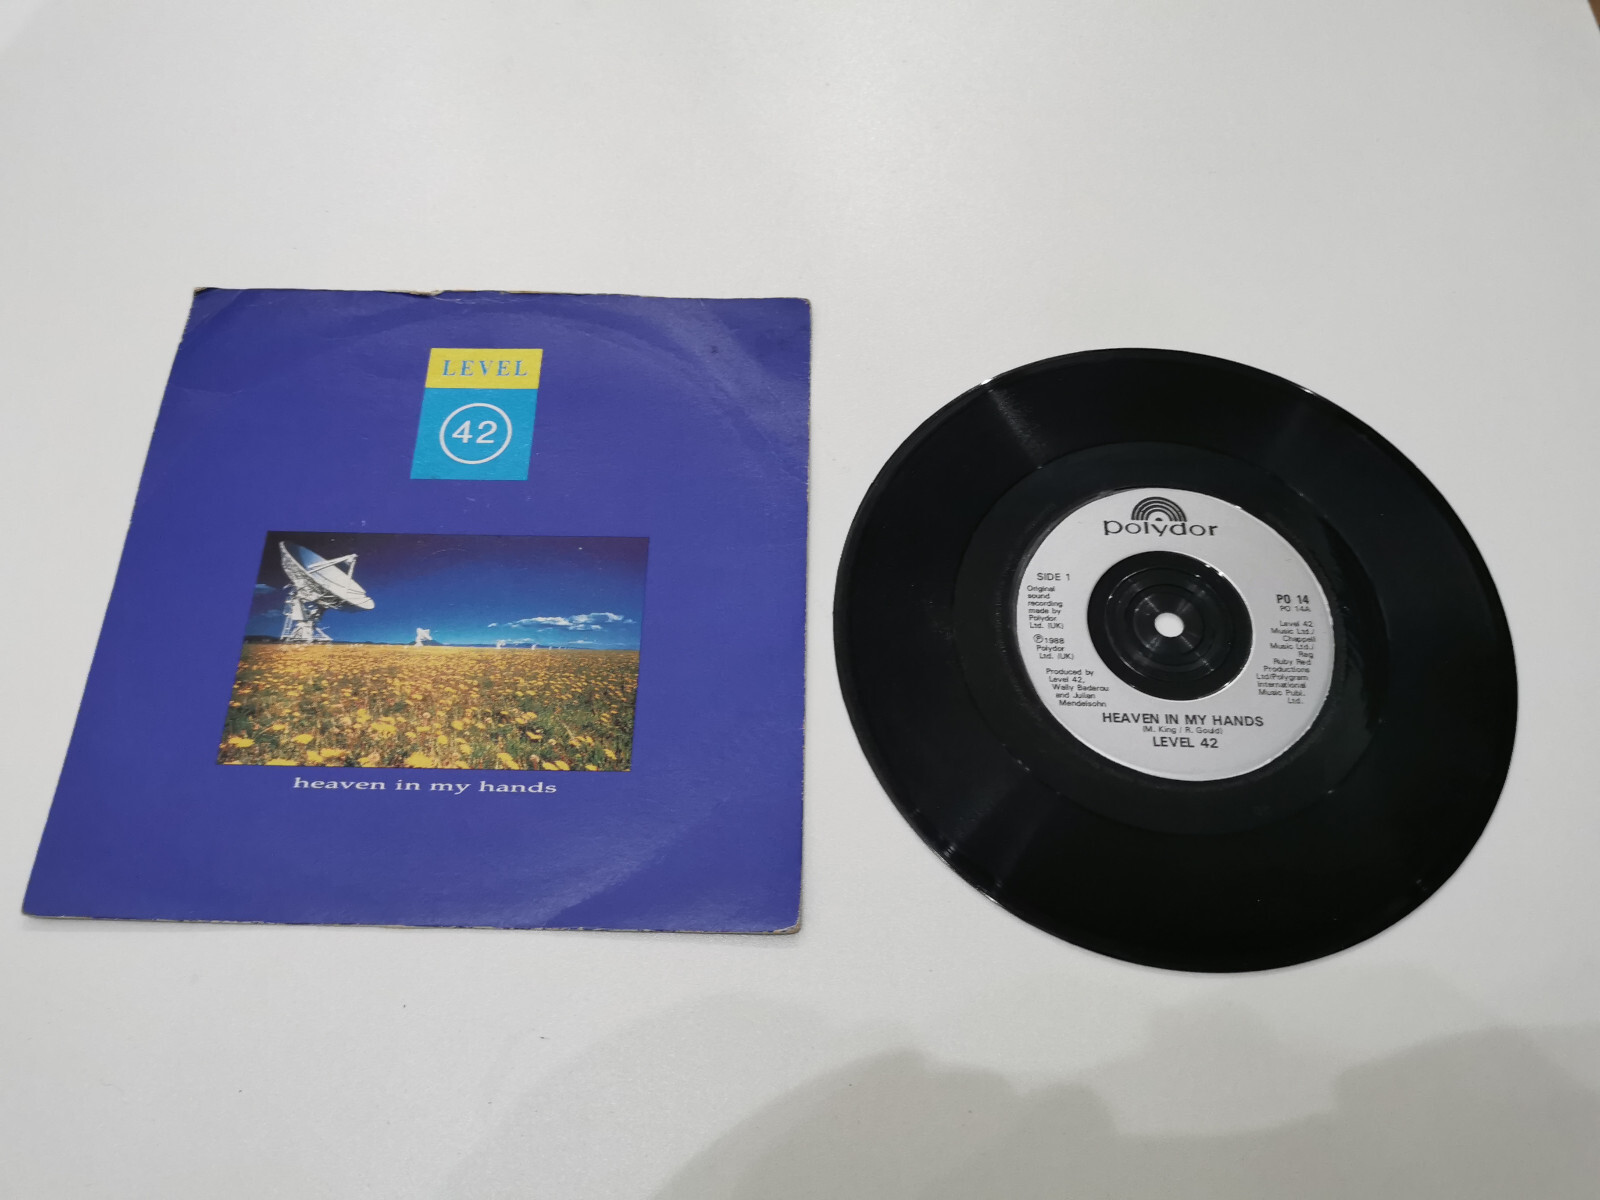 LEVEL
42
heaven in my hands
polydor
SIDE 1
Original
sound
recording
made by
Polydor
Ltd. (UK)
℗1988
Polydor
Ltd. (UK)
Produced by
Level 42,
Wally Badarou
and Julian
Mendelsohn
PO 14
PO 14A
Level 42
Music Ltd./
Chappell
Music Ltd./
Rag
Ruby Red
Productions
Ltd/Polygram
International
Music Publ.
Ltd.
HEAVEN IN MY HANDS
(M. King / R. Gould)
LEVEL 42